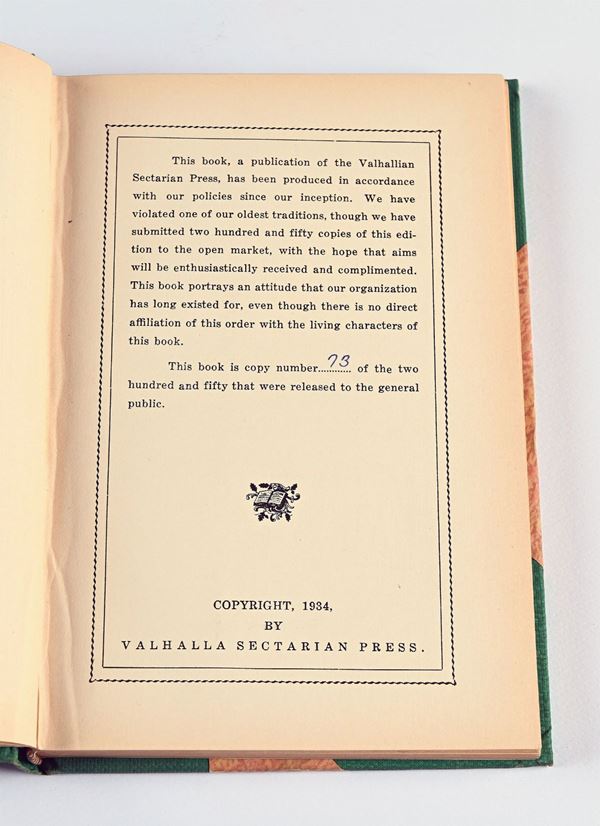 This book, a publication of the Valhallian
Sectarian Press, has been produced in accordance
with our policies since our inception. We have
violated one of our oldest traditions, though we have
submitted two hundred and fifty copies of this edi-
tion to the open market, with the hope that aims
will be enthusiastically received and complimented.
This book portrays an attitude that our organization
has long existed for, even though there is no direct
affiliation of this order with the living characters of
this book.
This book is copy number...73... of the two
hundred and fifty that were released to the general
public.
COPYRIGHT, 1934,
BY
VALHALLA SECTARIAN PRESS.